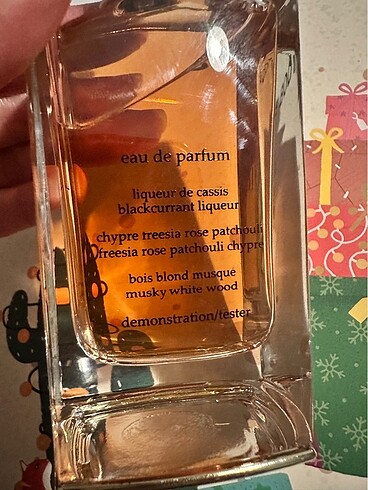 eau de parfum
liqueur de cassis
blackcurrant liqueur
chypre freesia rose patchouli
freesia rose patchouli chypre
bois blond musqué
musky white wood
demonstration/tester